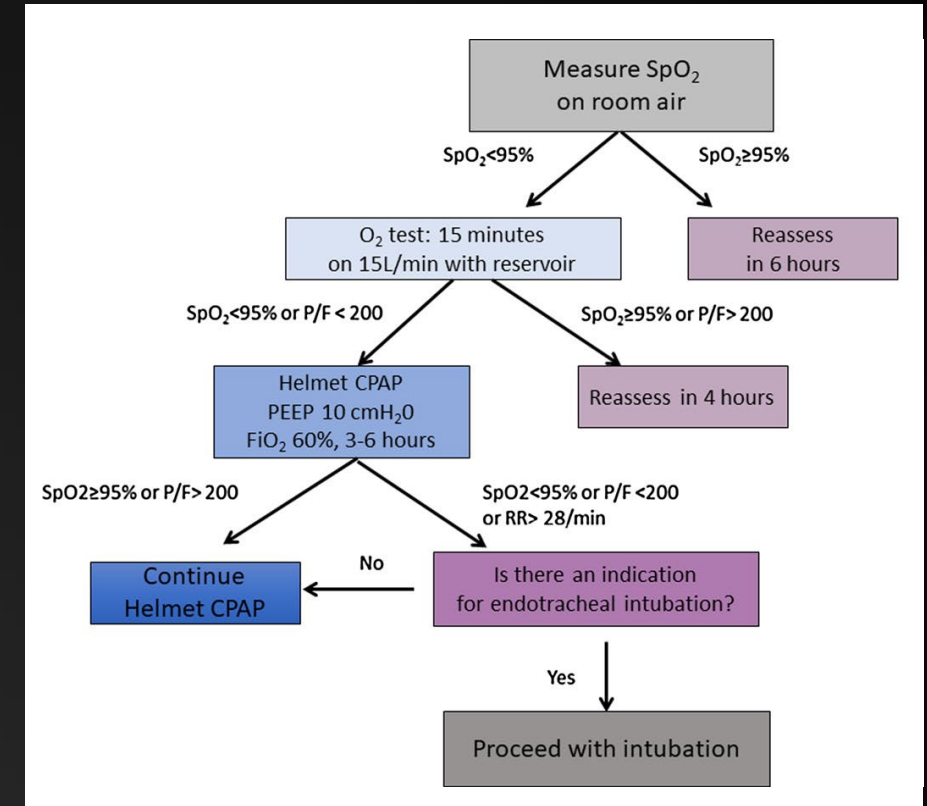 Measure SpO₂
on room air
SpO₂<95%
SpO₂≥95%
O₂ test: 15 minutes
on 15L/min with reservoir
Reassess
in 6 hours
SpO₂<95% or P/F < 200
SpO₂≥95% or P/F> 200
Helmet CPAP
PEEP 10 cmH₂0
FiO₂ 60%, 3-6 hours
Reassess in 4 hours
SpO2≥95% or P/F> 200
SpO2<95% or P/F <200
or RR> 28/min
Continue
Helmet CPAP
No
Is there an indication
for endotracheal intubation?
Yes
Proceed with intubation